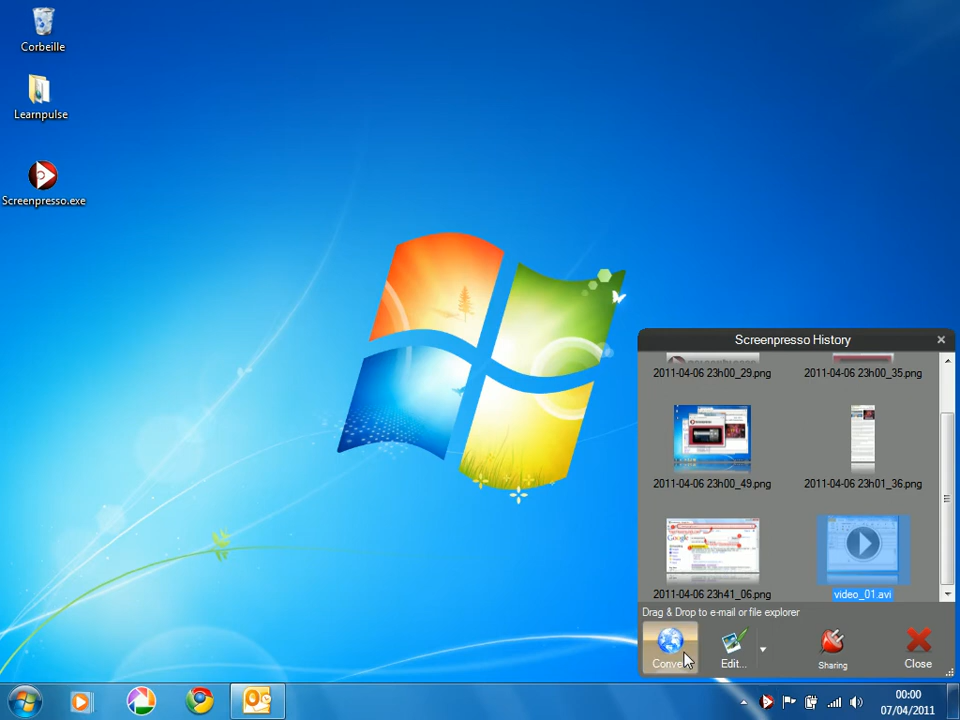 Corbeille
Learnpulse
Screenpresso.exe
Screenpresso History
2011-04-06 23h00_29.png
2011-04-06 23h00_35.png
2011-04-06 23h00_49.png
2011-04-06 23h01_36.png
Google
2011-04-06 23h41_06.png
video_01.avi
Drag & Drop to e-mail or file explorer
Conve
Edit...
Sharing
Close
00:00
07/04/2011